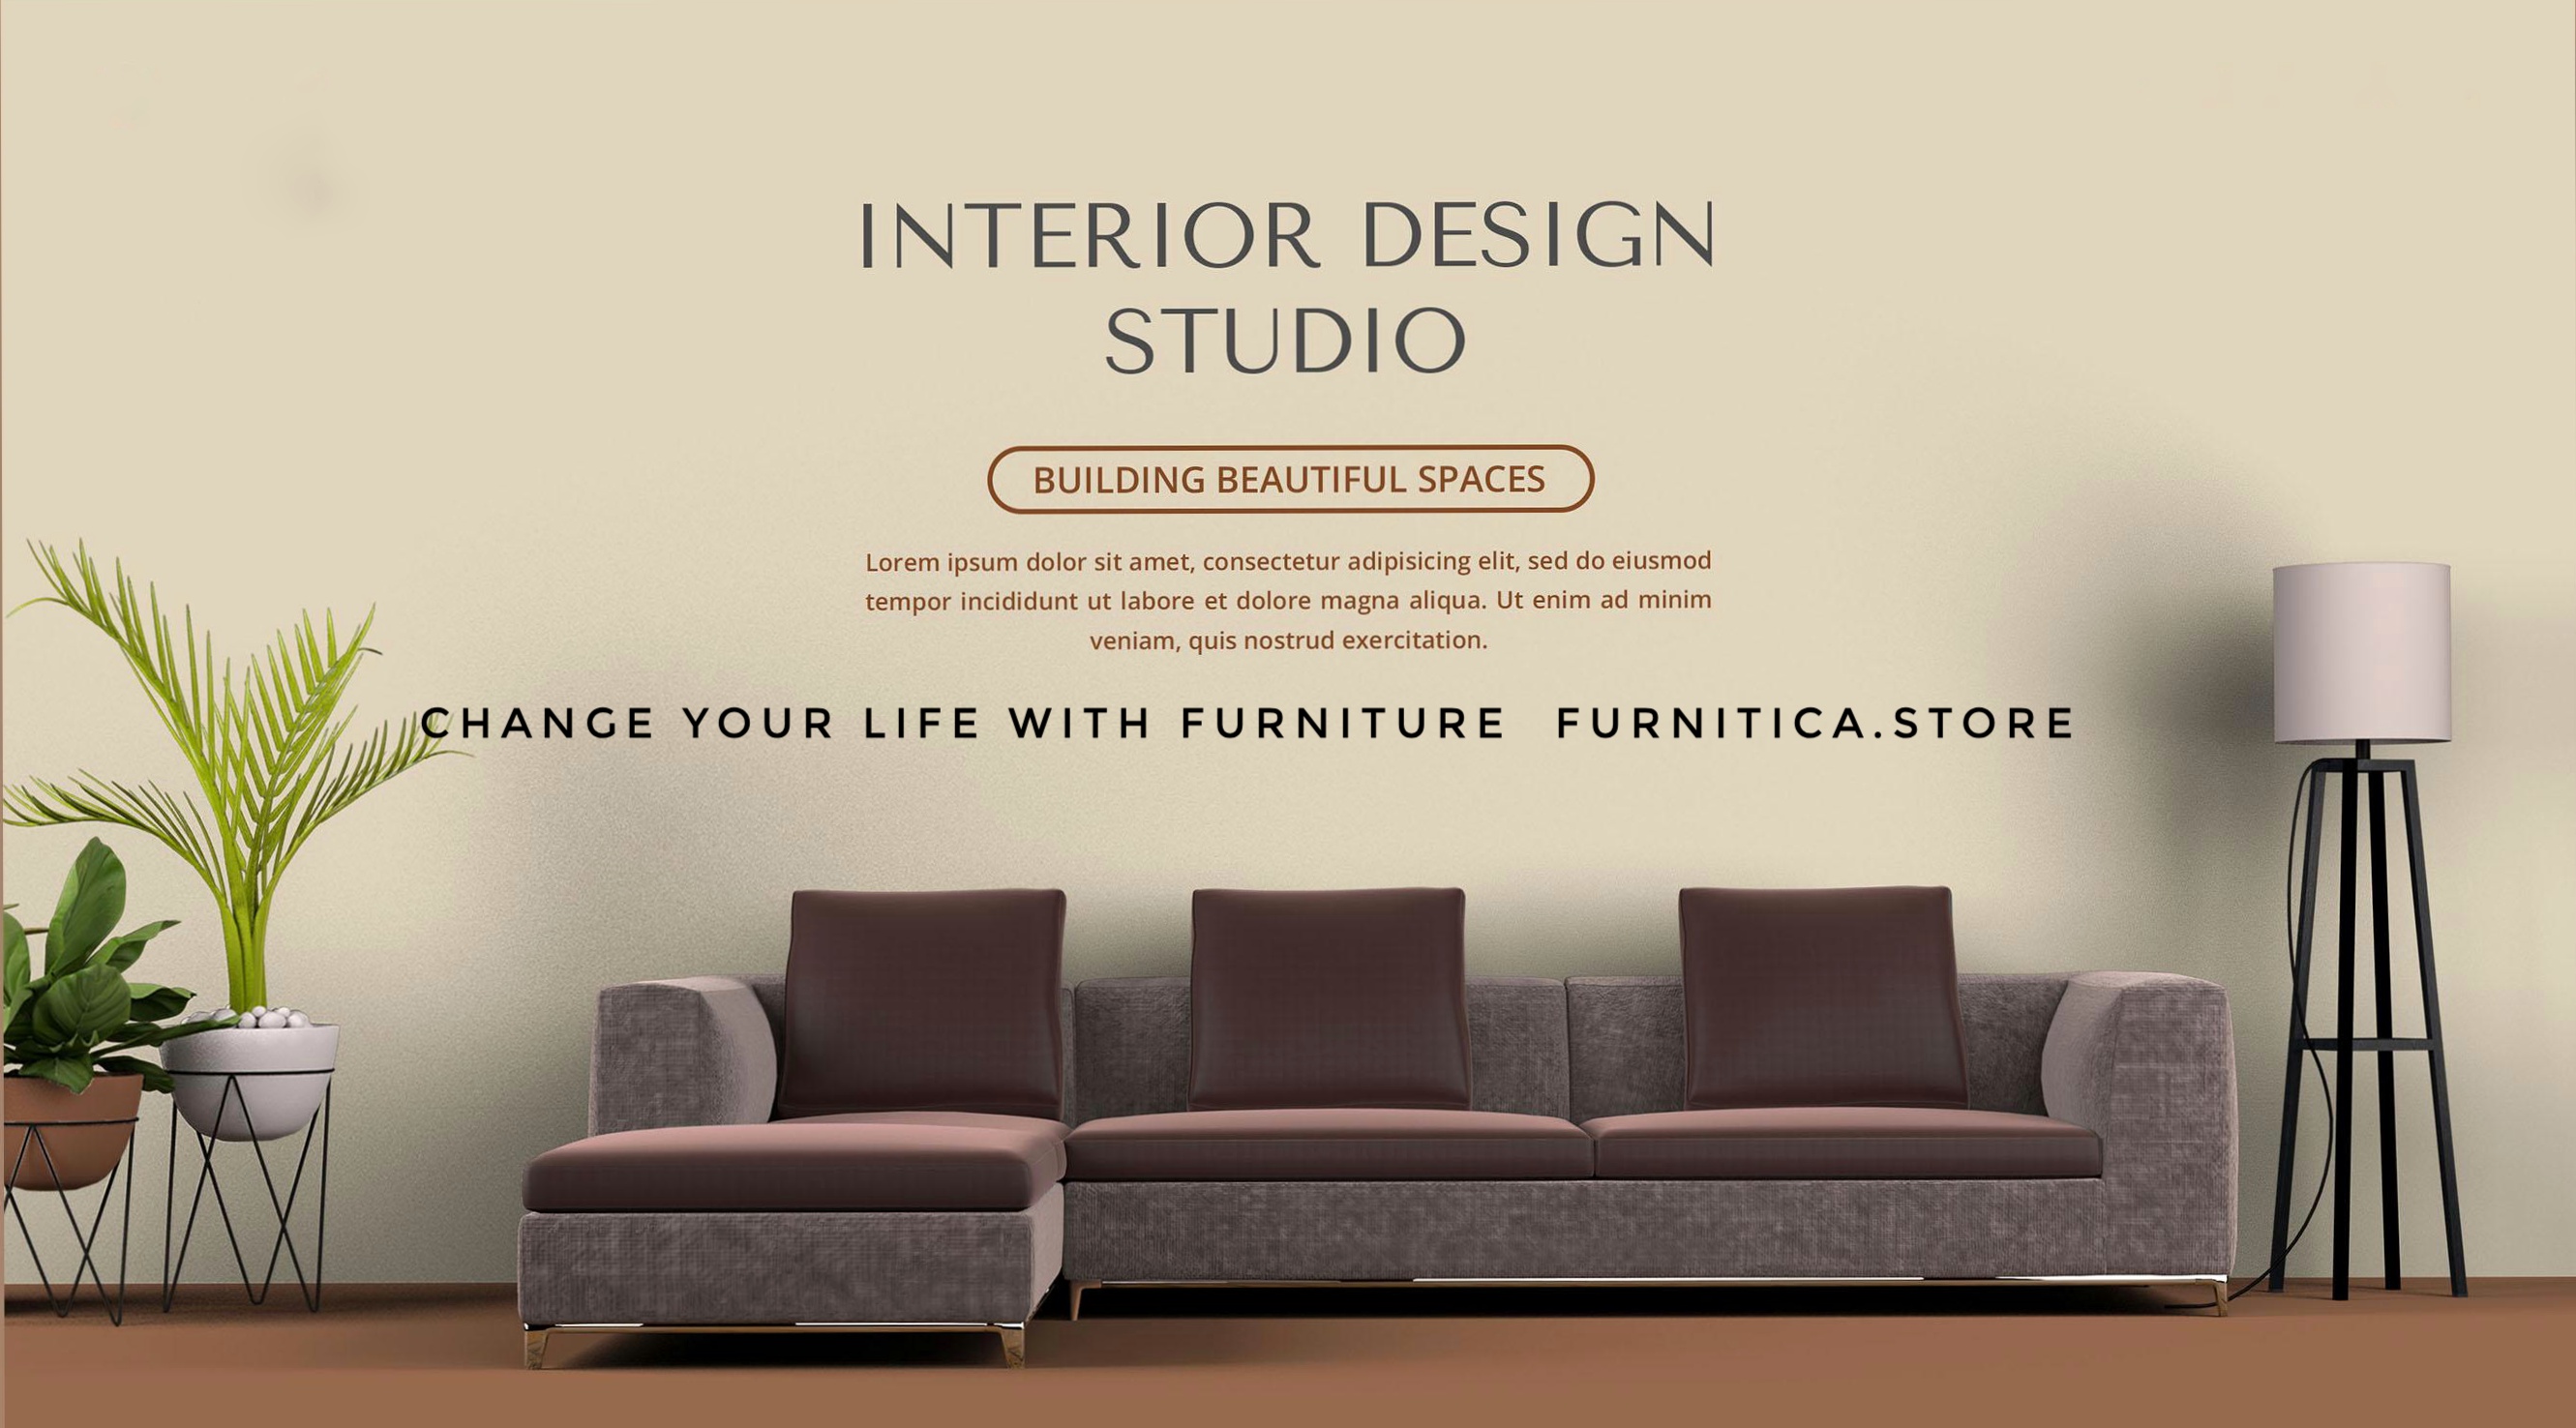 INTERIOR DESIGN
STUDIO
BUILDING BEAUTIFUL SPACES
Lorem ipsum dolor sit amet, consectetur adipisicing elit, sed do eiusmod
tempor incididunt ut labore et dolore magna aliqua. Ut enim ad minim
veniam, quis nostrud exercitation.
CHANGE YOUR LIFE WITH FURNITURE FURNITICA.STORE